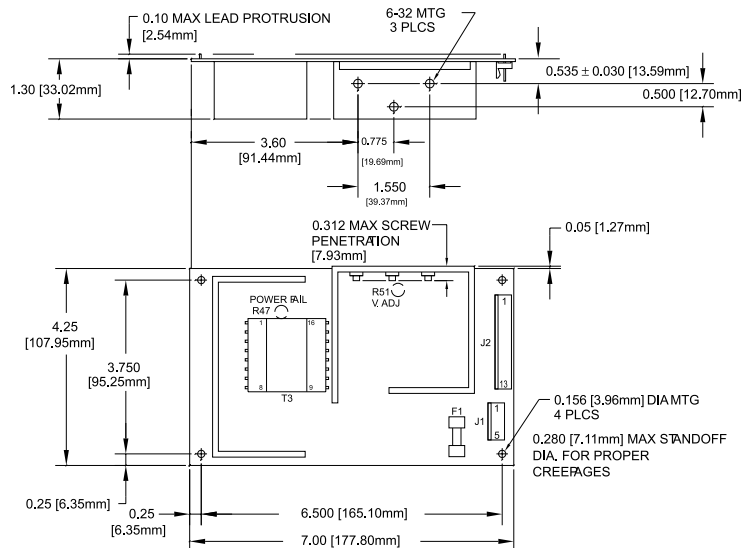 0.10 MAX LEAD PROTRUSION
[2.54mm]
6-32 MTG
3 PLCS
1.30 [33.02mm]
0.535 ± 0.030 [13.59mm]
0.500 [12.70mm]
3.60
[91.44mm]
0.775
[19.69mm]
1.550
[39.37mm]
0.312 MAX SCREW
PENETRATION
[7.93mm]
0.05 [1.27mm]
4.25
[107.95mm]
3.750
[95.25mm]
POWER FAIL
R47
1
16
8
9
T3
R51
V. ADJ
1
J2
13
F1
J1
1
5
0.156 [3.96mm] DIA MTG
4 PLCS
0.280 [7.11mm] MAX STANDOFF
DIA. FOR PROPER
CREEPAGES
0.25 [6.35mm]
0.25
[6.35mm]
6.500 [165.10mm]
7.00 [177.80mm]